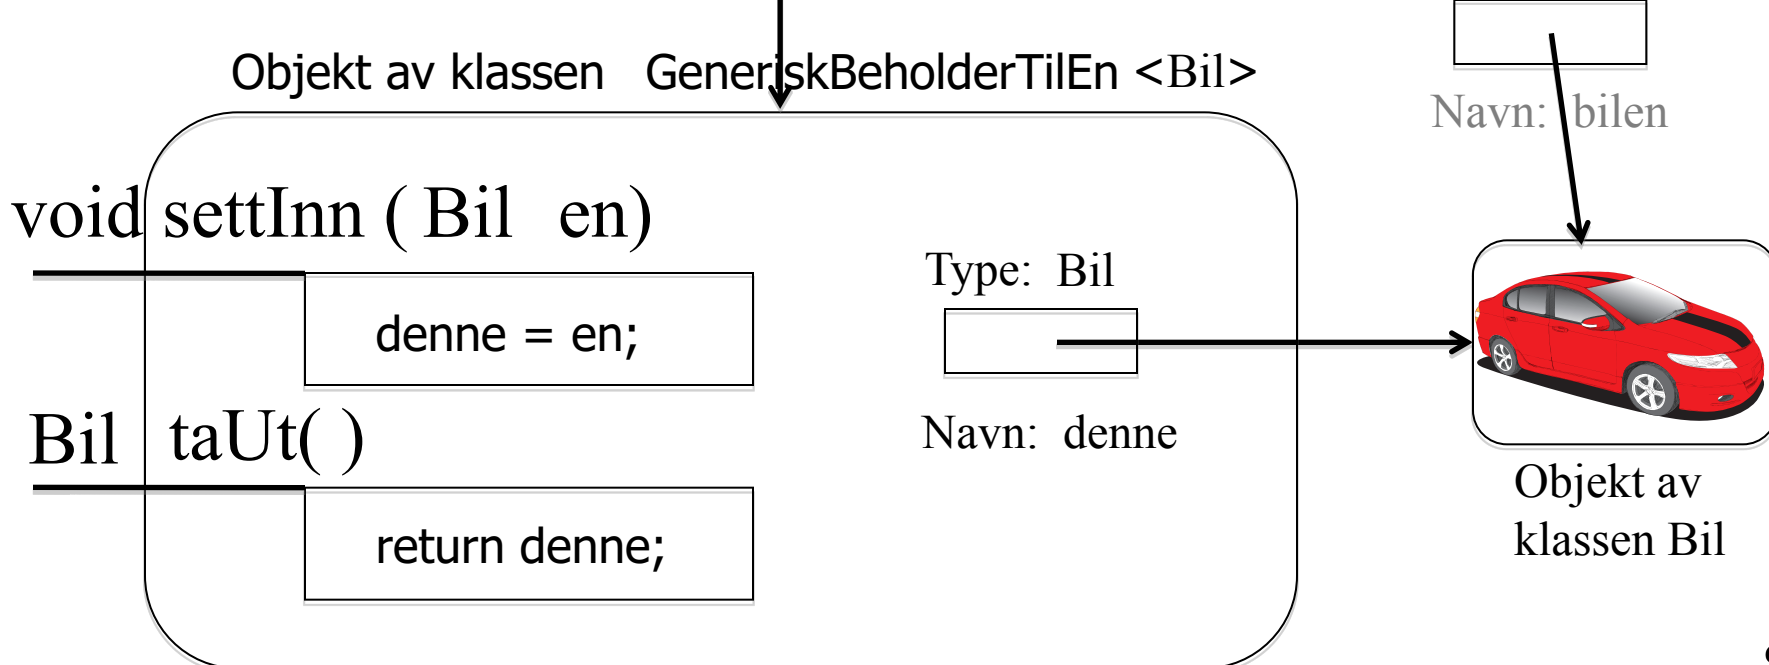 Objekt av klassen GeneriskBeholderTilEn <Bil>
Navn: bilen
void settInn ( Bil en)
Type: Bil
denne = en;
Bil taUt( )
Navn: denne
return denne;
Objekt av
klassen Bil